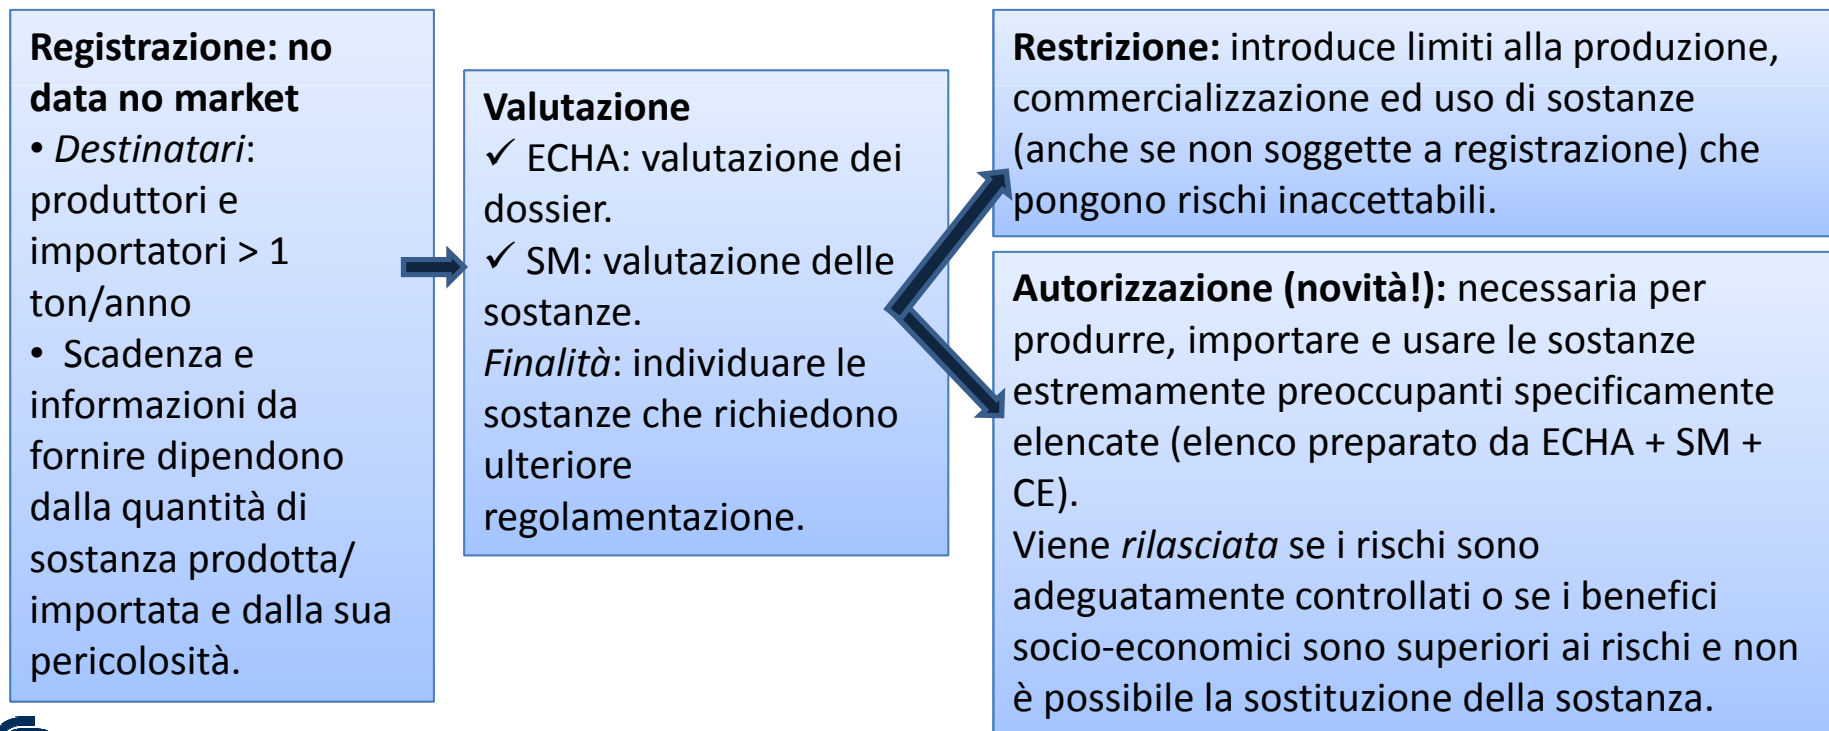 Registrazione: no
data no market
• Destinatari:
produttori e
importatori > 1
ton/anno
• Scadenza e
informazioni da
fornire dipendono
dalla quantità di
sostanza prodotta/
importata e dalla sua
pericolosità.
Valutazione
✓ ECHA: valutazione dei
dossier.
✓ SM: valutazione delle
sostanze.
Finalità: individuare le
sostanze che richiedono
ulteriore
regolamentazione.
Restrizione: introduce limiti alla produzione,
commercializzazione ed uso di sostanze
(anche se non soggette a registrazione) che
pongono rischi inaccettabili.
Autorizzazione (novità!): necessaria per
produrre, importare e usare le sostanze
estremamente preoccupanti specificamente
elencate (elenco preparato da ECHA + SM +
CE).
Viene rilasciata se i rischi sono
adeguatamente controllati o se i benefici
socio-economici sono superiori ai rischi e non
è possibile la sostituzione della sostanza.